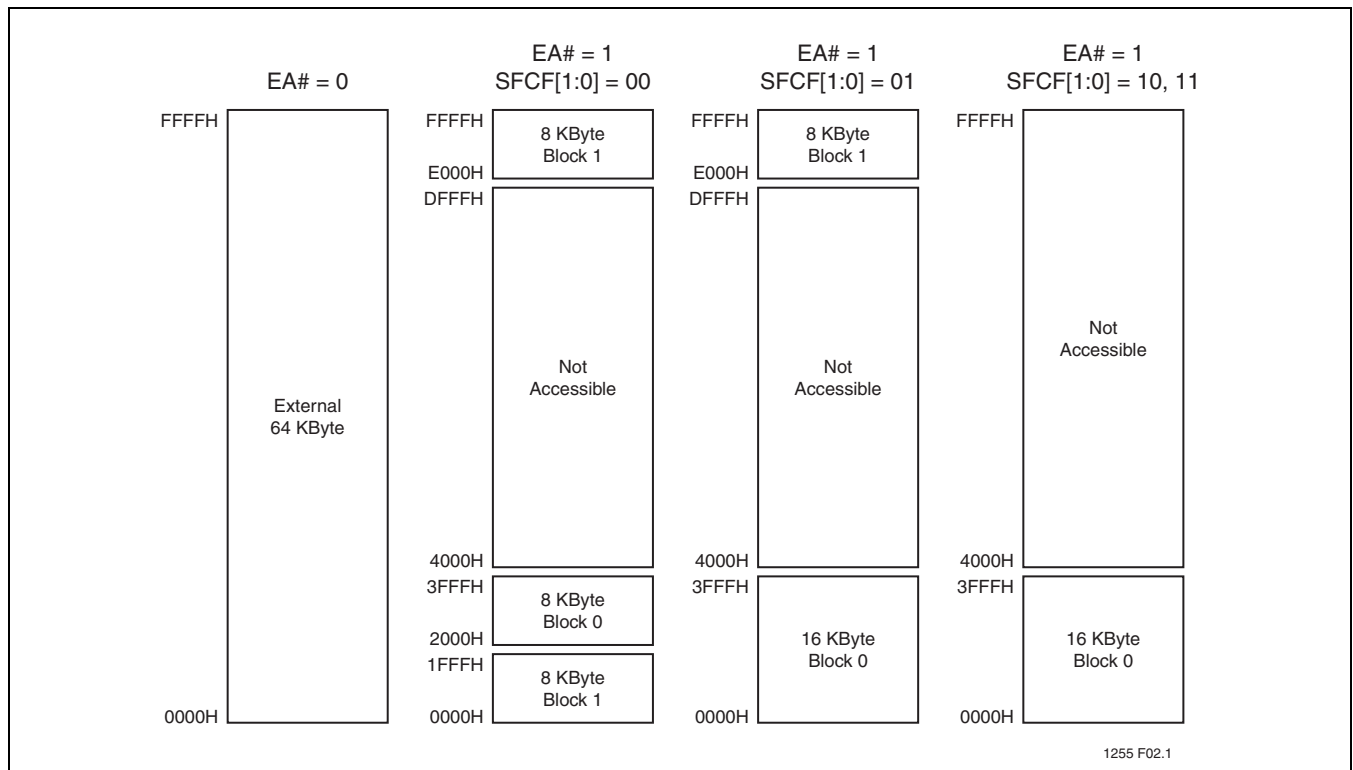 EA# = 0
FFFFH
External
64 KByte
0000H
EA# = 1
SFCF[1:0] = 00
FFFFH
8 KByte
Block 1
E000H
DFFFH
Not
Accessible
4000H
3FFFH
8 KByte
Block 0
2000H
1FFFH
8 KByte
Block 1
0000H
EA# = 1
SFCF[1:0] = 01
FFFFH
8 KByte
Block 1
E000H
DFFFH
Not
Accessible
4000H
3FFFH
16 KByte
Block 0
0000H
EA# = 1
SFCF[1:0] = 10, 11
FFFFH
Not
Accessible
4000H
3FFFH
16 KByte
Block 0
0000H
1255 F02.1